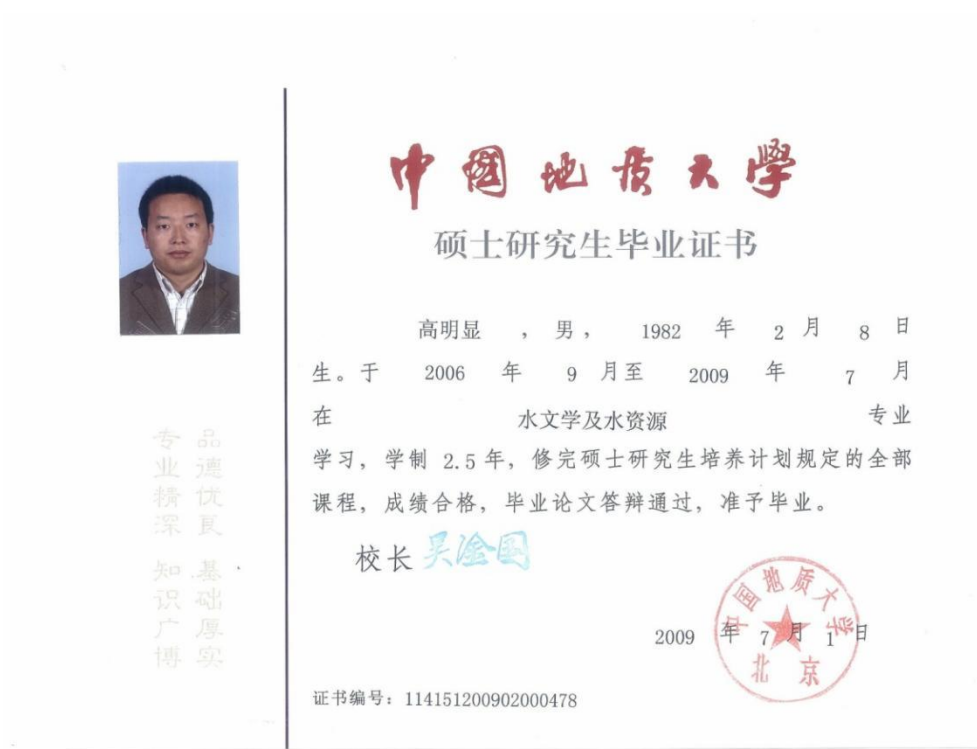 中国地质大学
硕士研究生毕业证书
高明显 , 男, 1982 年 2 月 8 日
生。于 2006 年 9 月至 2009 年 7 月
在 水文学及水资源 专业
学习, 学制 2.5 年, 修完硕士研究生培养计划规定的全部
课程, 成绩合格, 毕业论文答辩通过, 准予毕业。
校长 吴淦国
中国地质大学
北京
2009 年 7 月 1 日
证书编号: 114151200902000478
品德优良 基础厚实
专业精深 知识广博